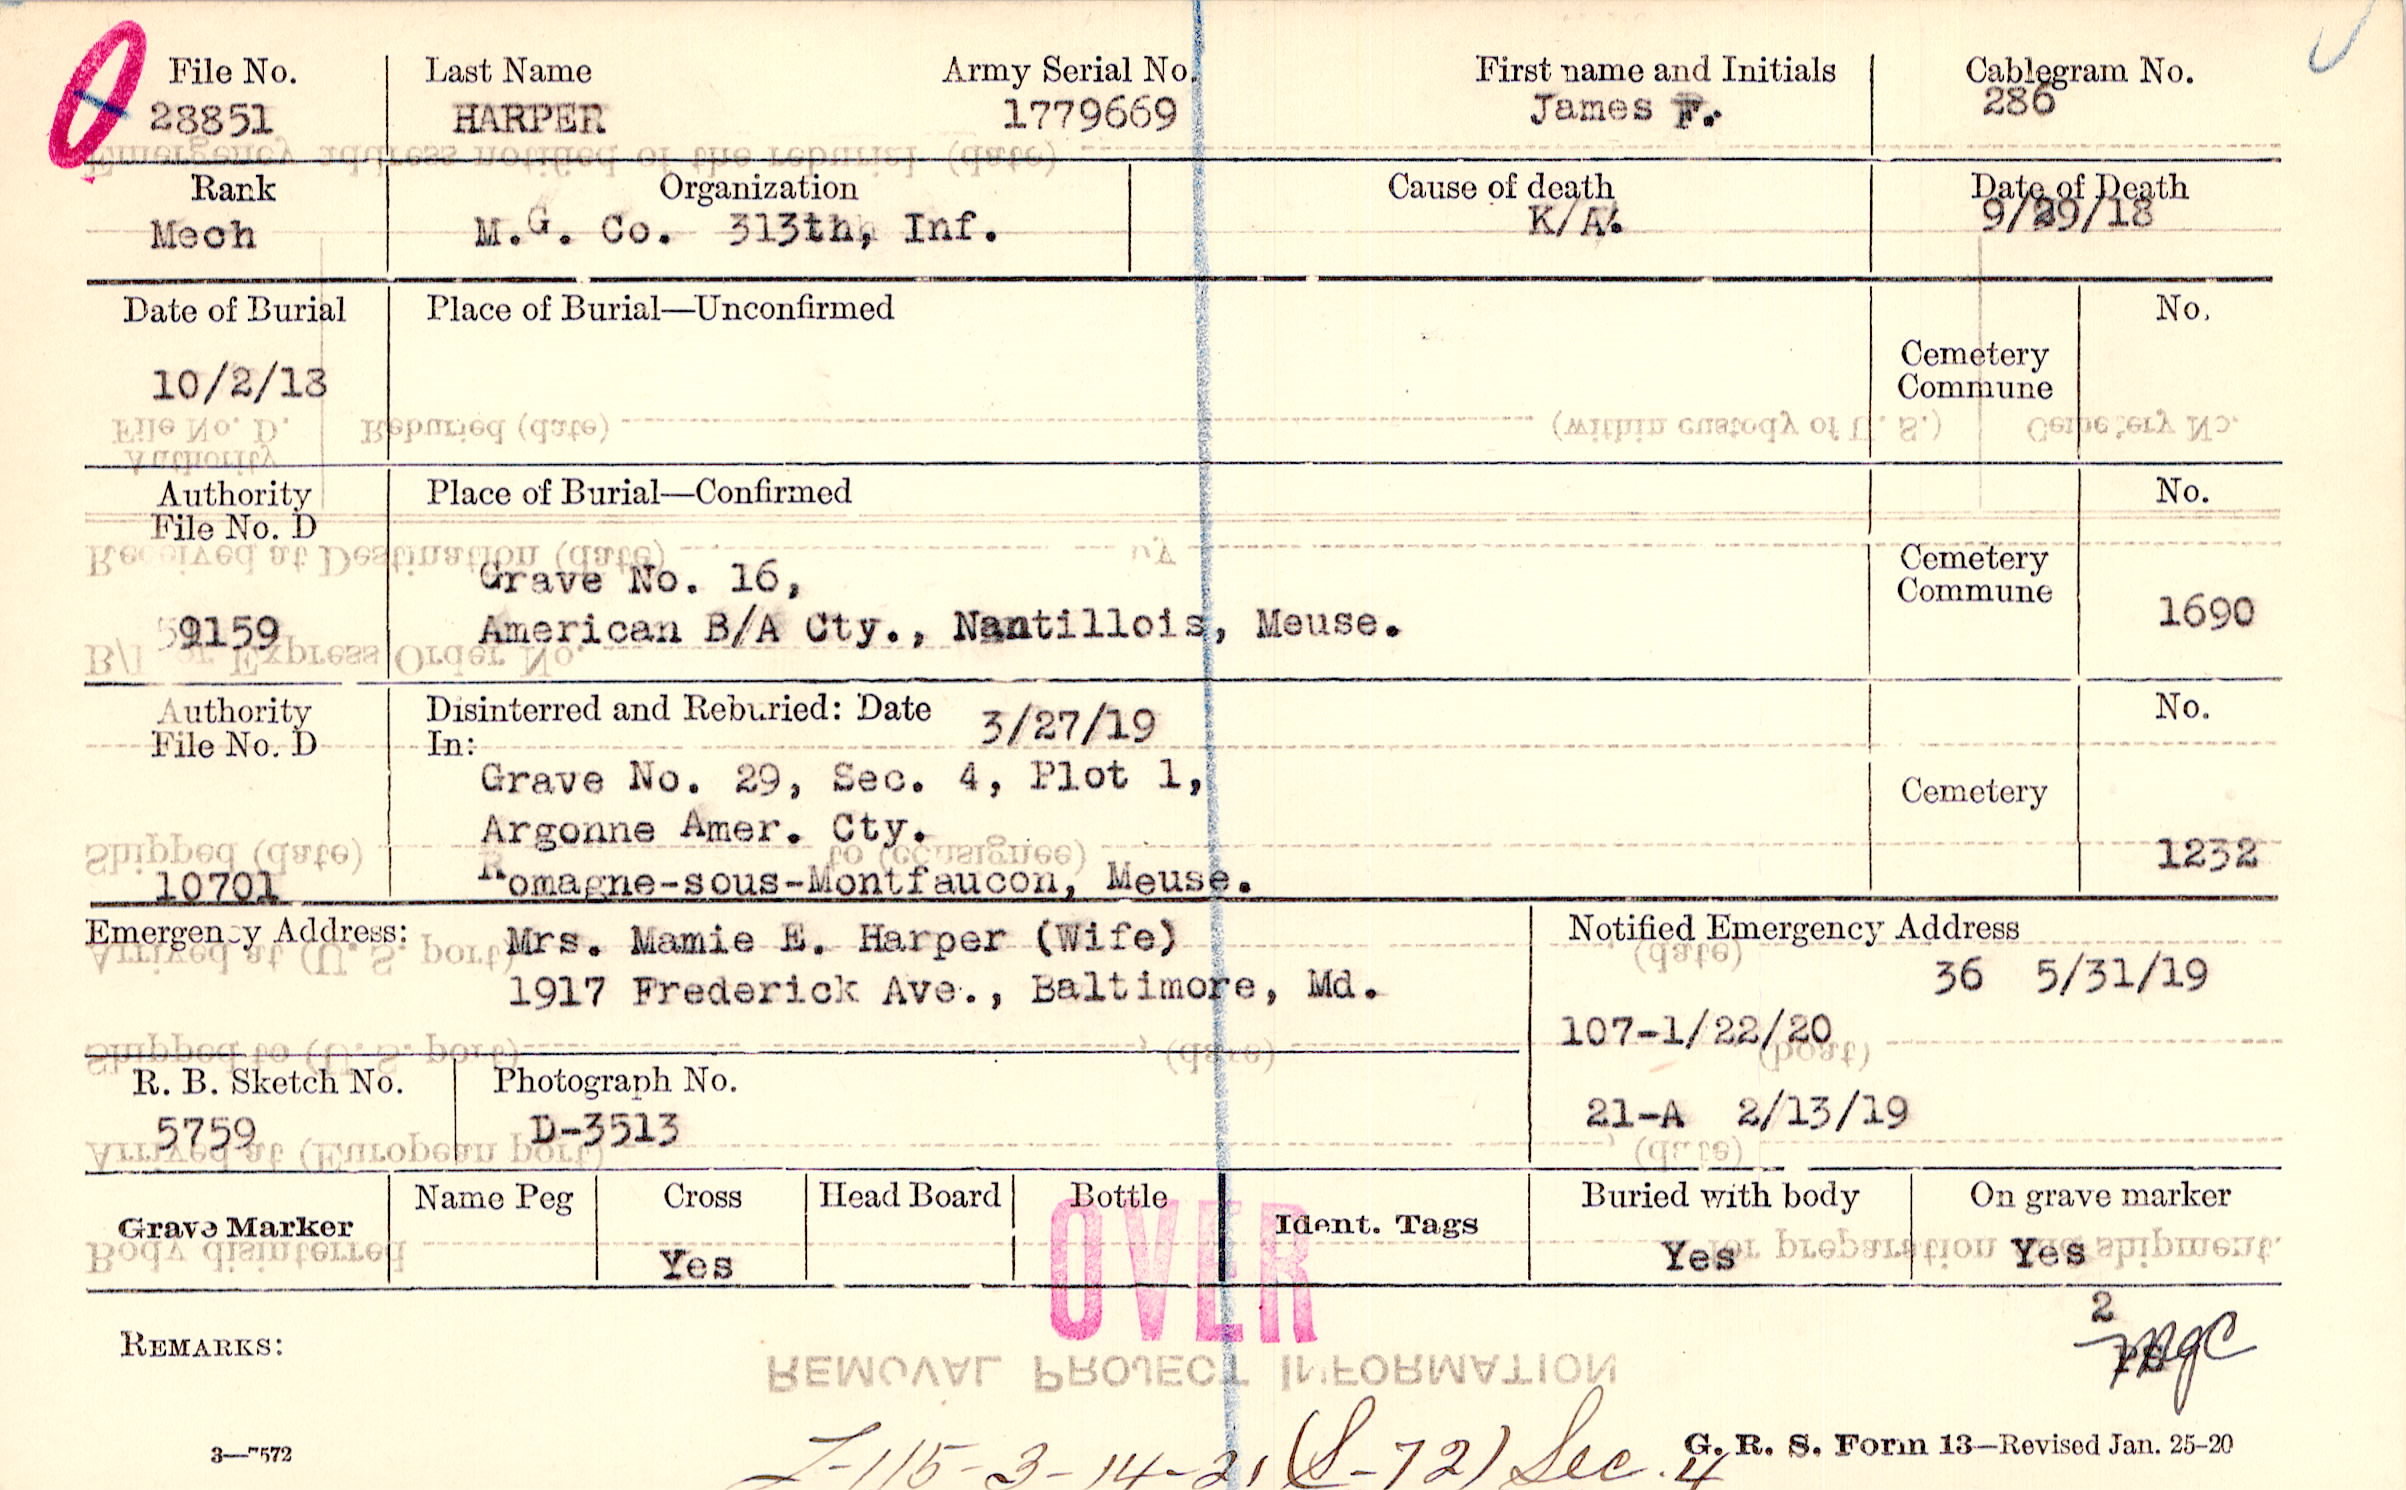 File No. Last Name Army Serial No. First name and Initials Cablegram No.
28851 HARPER 1779669 James F. 286
Rank Organization Cause of death Date of Death
Mech M.G. Co. 313th, Inf. K/A. 9/29/18
Date of Burial Place of Burial—Unconfirmed No.
Cemetery
Commune
10/2/18
Authority Place of Burial—Confirmed No.
File No. D
Cemetery
Commune
Grave No. 16,
9159 American B/A Cty., Nantillois, Meuse. 1690
Authority Disinterred and Reburied: Date 3/27/19 No.
File No. D In:
Grave No. 29, Sec. 4, Plot 1, Cemetery
Argonne Amer. Cty.
10701 Romagne-sous-Montfaucon, Meuse. 1232
Emergency Address: Mrs. Mamie E. Harper (Wife) Notified Emergency Address
1917 Frederick Ave., Baltimore, Md. 36 5/31/19
107-1/22/20
R. B. Sketch No. Photograph No.
5759 D-3513 21-A 2/13/19
Grave Marker Name Peg Cross Head Board Bottle Ident. Tags Buried with body On grave marker
Yes Yes Yes
OVER
2
REMARKS: mgc
REMOVAL PROJECT INFORMATION
3—7572 G. R. S. Form 13—Revised Jan. 25-20
L-115-3-14-21 (S-72) Sec. 4